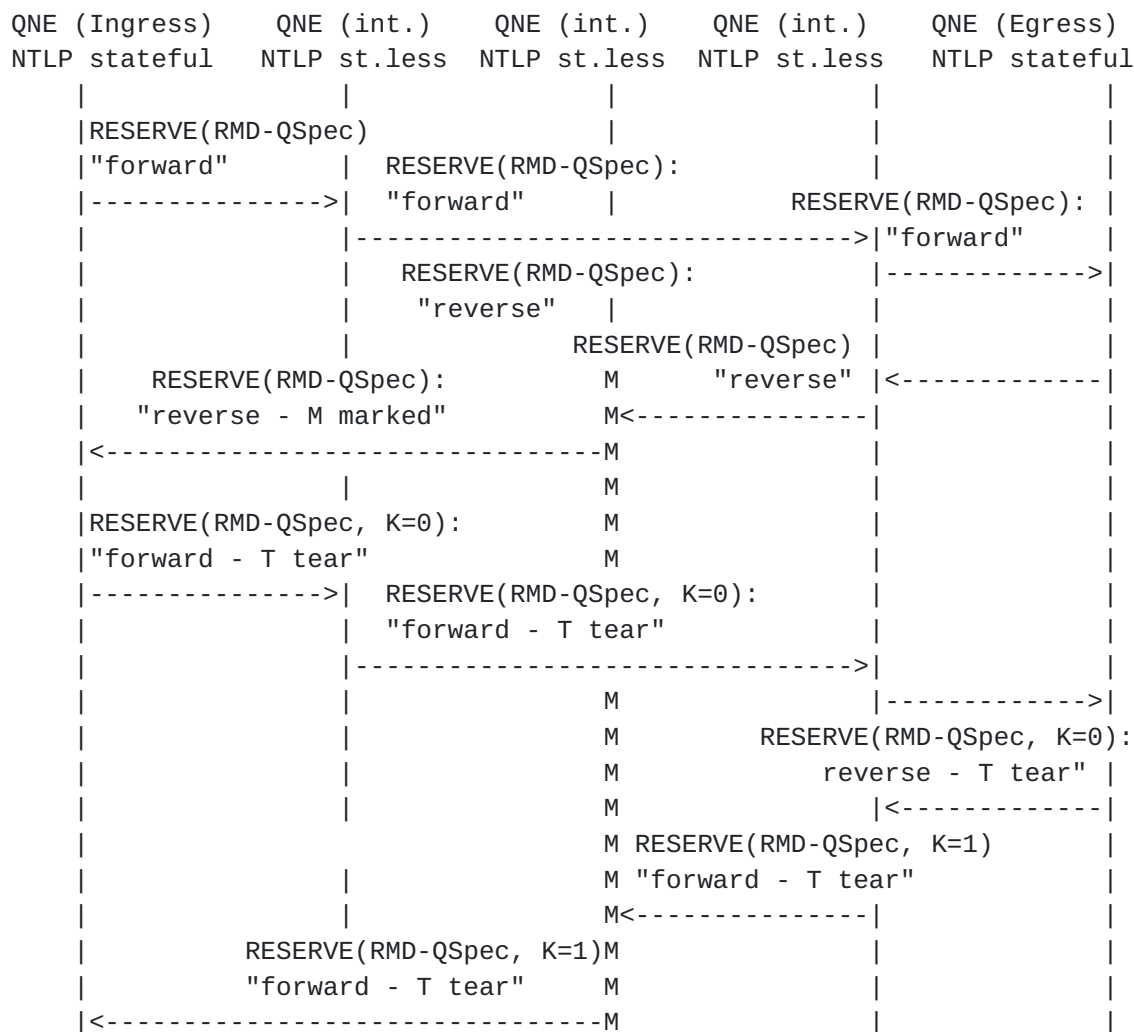 QNE (Ingress)    QNE (int.)    QNE (int.)    QNE (int.)    QNE (Egress)
NTLP stateful   NTLP st.less  NTLP st.less  NTLP st.less   NTLP stateful
RESERVE(RMD-QSpec)
"forward"    RESERVE(RMD-QSpec):
"forward"    RESERVE(RMD-QSpec):
"forward"
RESERVE(RMD-QSpec):
"reverse"
RESERVE(RMD-QSpec)
RESERVE(RMD-QSpec):    M    "reverse"
"reverse - M marked"    M
M
M
RESERVE(RMD-QSpec, K=0):    M
"forward - T tear"    M
RESERVE(RMD-QSpec, K=0):
"forward - T tear"
M
M    RESERVE(RMD-QSpec, K=0):
M    reverse - T tear"
M
M RESERVE(RMD-QSpec, K=1)
M "forward - T tear"
M
RESERVE(RMD-QSpec, K=1)M
"forward - T tear"    M
M